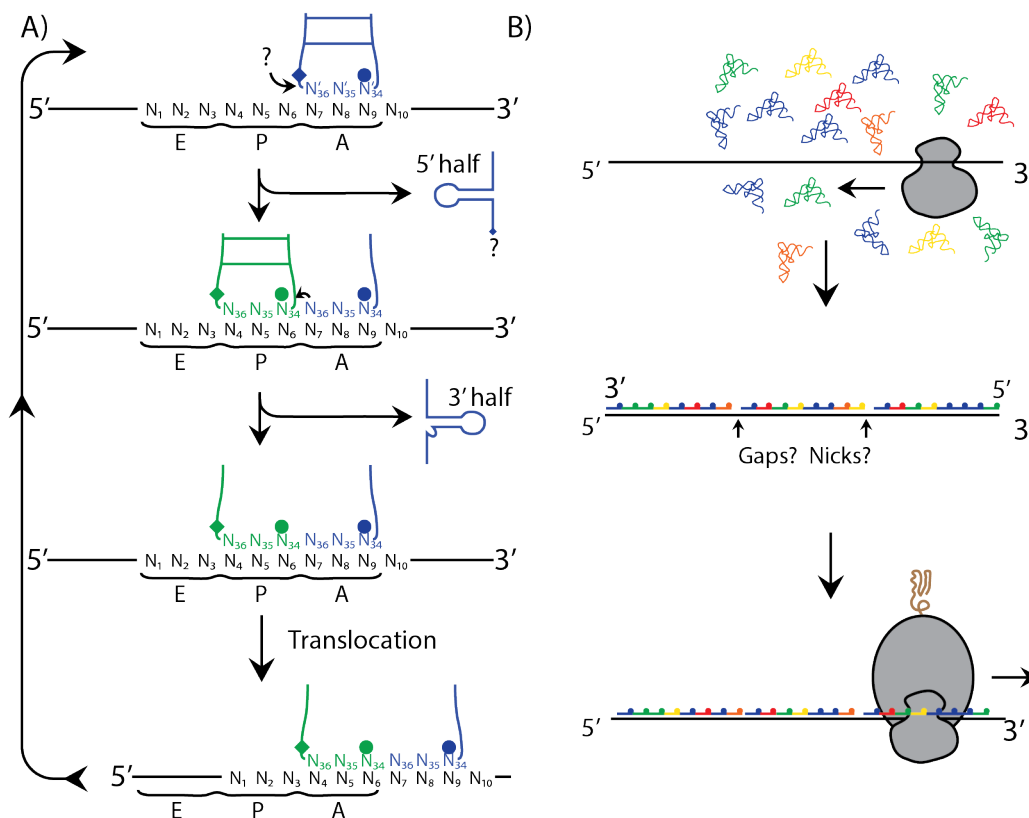 A)
?
N'36 N'35 N'34
5' N1 N2 N3 N4 N5 N6 N7 N8 N9 N10 3'
E P A
5' half
?
N36 N35 N34 N36 N35 N34
5' N1 N2 N3 N4 N5 N6 N7 N8 N9 N10 3'
E P A
3' half
N36 N35 N34 N36 N35 N34
5' N1 N2 N3 N4 N5 N6 N7 N8 N9 N10 3'
E P A
Translocation
N36 N35 N34 N36 N35 N34
5' N1 N2 N3 N4 N5 N6 N7 N8 N9 N10
E P A
B)
5' 3
3' 5'
5' 3
Gaps? Nicks?
5' 3'